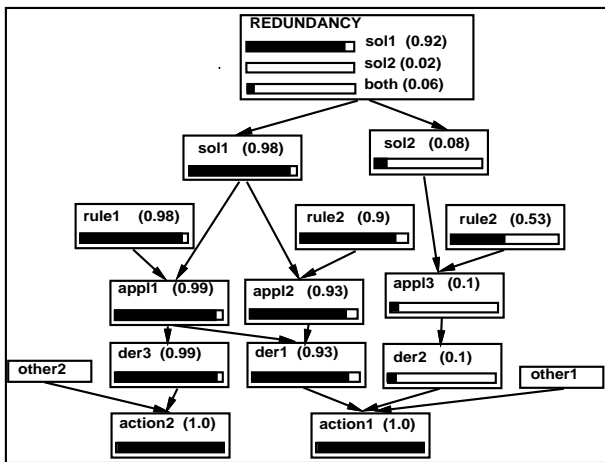 REDUNDANCY
sol1 (0.92)
sol2 (0.02)
both (0.06)
sol1 (0.98)
sol2 (0.08)
rule1 (0.98)
rule2 (0.9)
rule2 (0.53)
appl1 (0.99)
appl2 (0.93)
appl3 (0.1)
other2
der3 (0.99)
der1 (0.93)
der2 (0.1)
other1
action2 (1.0)
action1 (1.0)